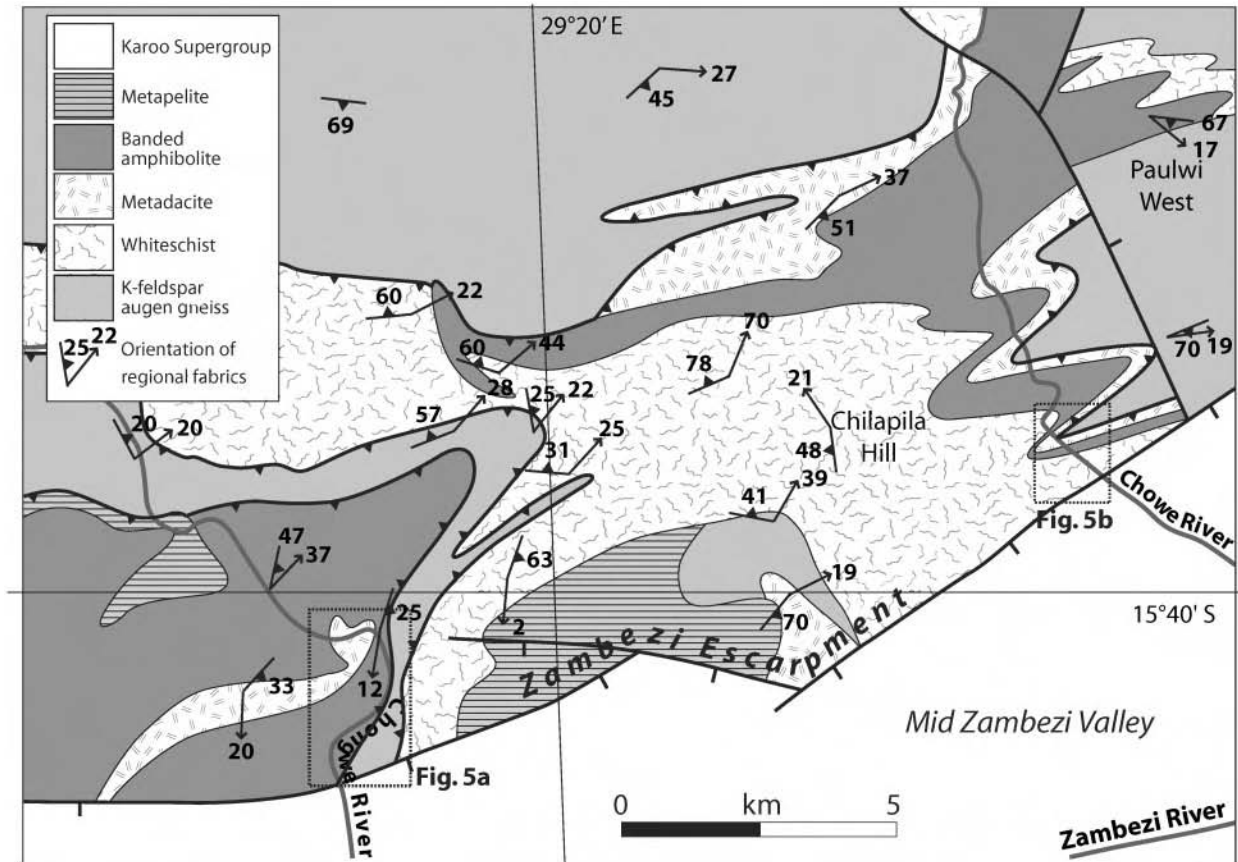 29°20' E
Karoo Supergroup
Metapelite
Banded
amphibolite
Metadacite
Whiteschist
K-feldspar
augen gneiss
25 22
Orientation of
regional fabrics
27
45
69
67
17
Paulwi
West
37
51
60
22
70
60
44
78
28
21
25
22
57
70
19
20
20
31
25
Chilapila
Hill
48
39
41
47
37
63
Fig. 5b
Chowe River
19
25
2
70
15°40' S
Zambezi Escarpment
33
12
20
Chongwe River
Fig. 5a
Mid Zambezi Valley
0 km 5
Zambezi River